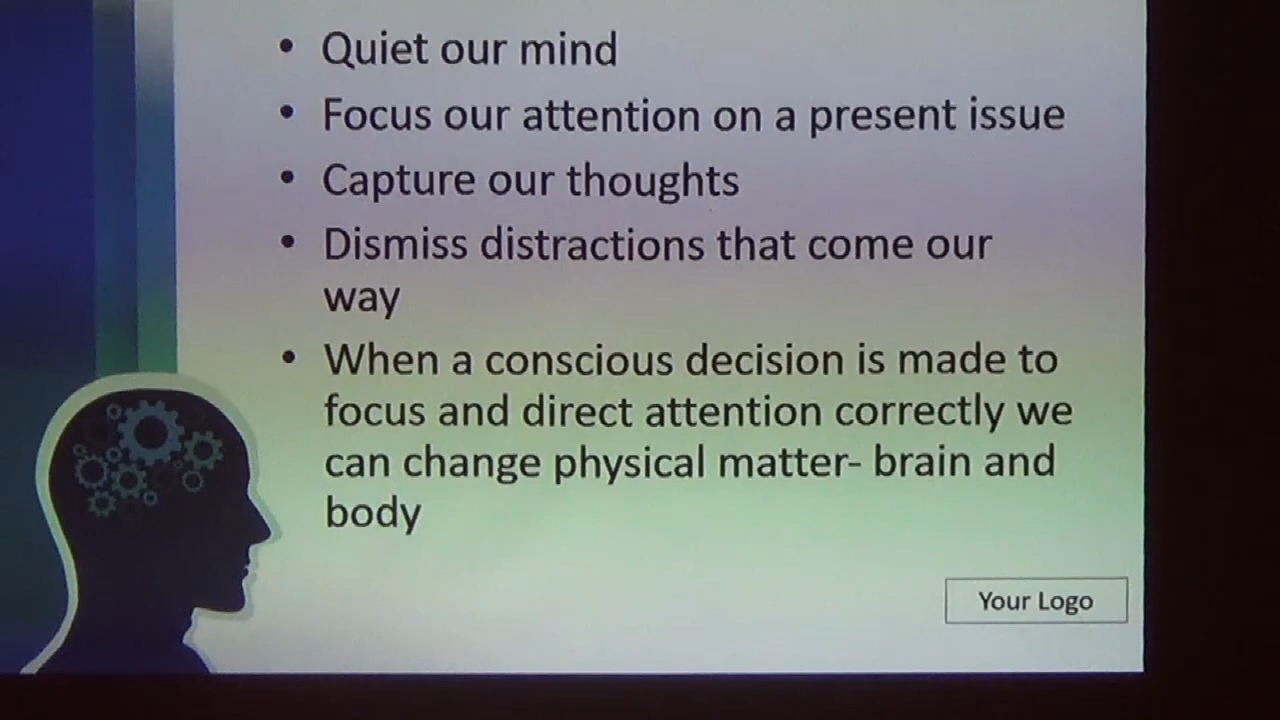 • Quiet our mind
• Focus our attention on a present issue
• Capture our thoughts
• Dismiss distractions that come our
way
• When a conscious decision is made to
focus and direct attention correctly we
can change physical matter- brain and
body
Your Logo